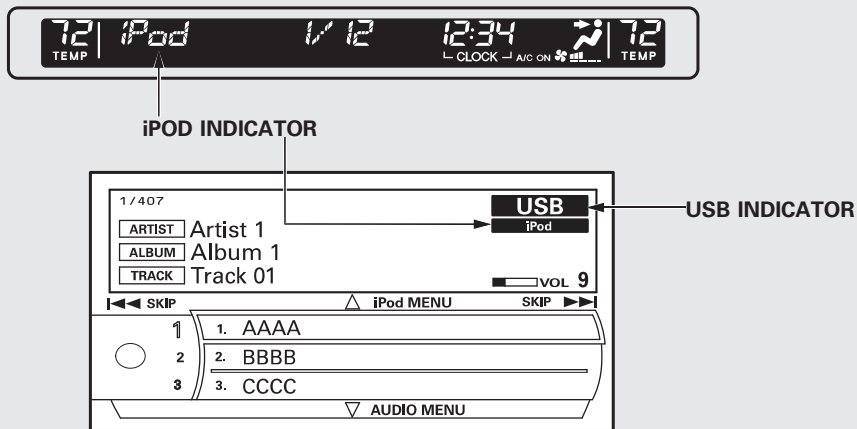 72 iPod 1/12 12:34 72
TEMP CLOCK A/C ON TEMP
iPOD INDICATOR
1/407 USB
iPod
USB INDICATOR
ARTIST Artist 1
ALBUM Album 1
TRACK Track 01
VOL 9
SKIP iPod MENU SKIP
1 1. AAAA
2 2. BBBB
3 3. CCCC
AUDIO MENU